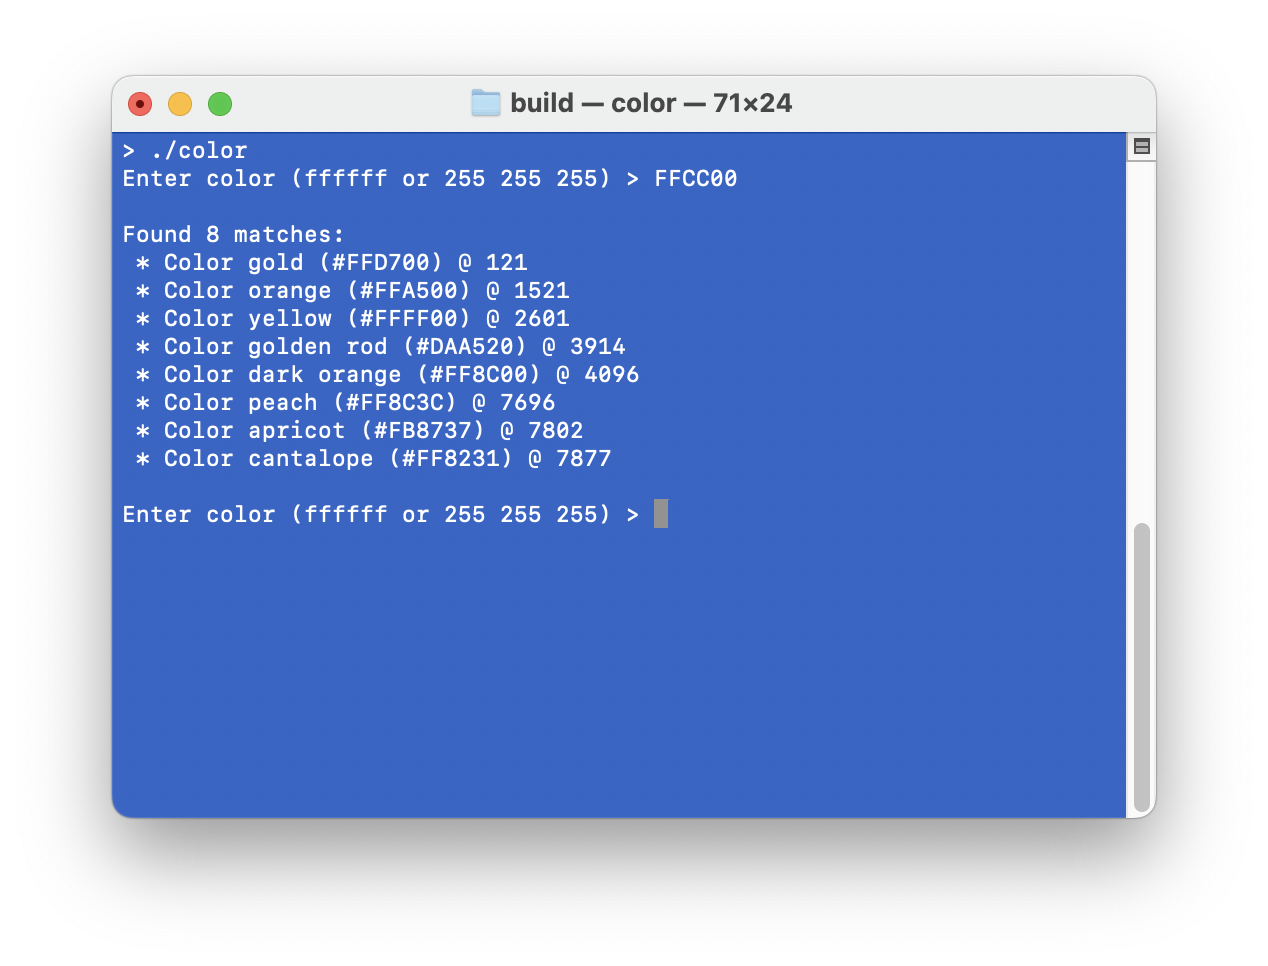 build — color — 71×24
> ./color
Enter color (ffffff or 255 255 255) > FFCC00
Found 8 matches:
* Color gold (#FFD700) @ 121
* Color orange (#FFA500) @ 1521
* Color yellow (#FFFF00) @ 2601
* Color golden rod (#DAA520) @ 3914
* Color dark orange (#FF8C00) @ 4096
* Color peach (#FF8C3C) @ 7696
* Color apricot (#FB8737) @ 7802
* Color cantalope (#FF8231) @ 7877
Enter color (ffffff or 255 255 255) >